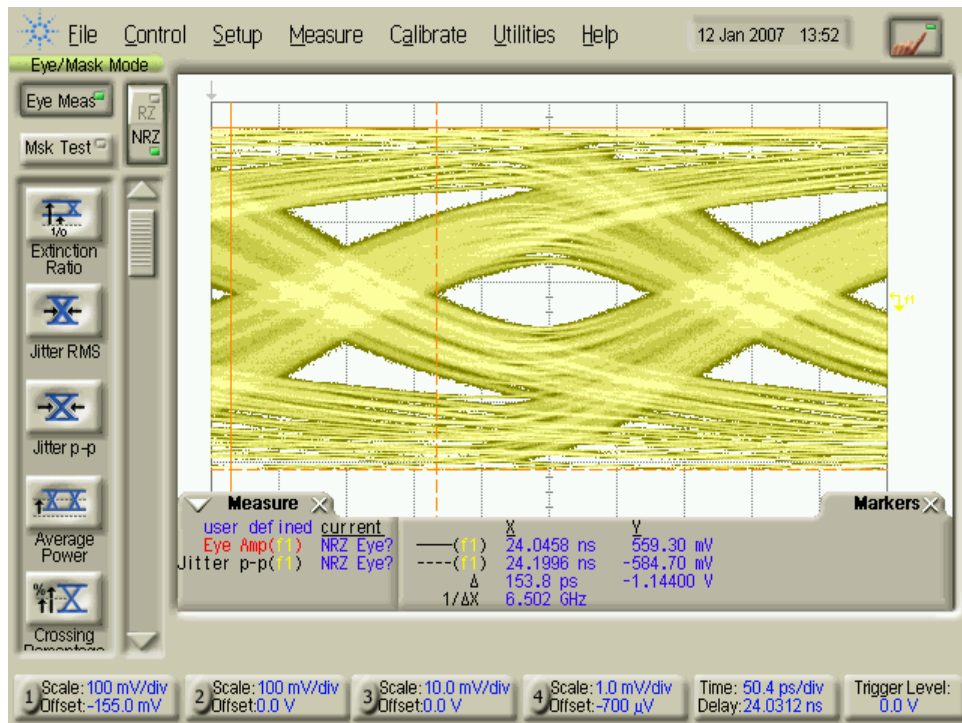 File Control Setup Measure Calibrate Utilities Help 12 Jan 2007 13:52
Eye/Mask Mode
Eye Meas
RZ
NRZ
Msk Test
1/0
Extinction
Ratio
Jitter RMS
Jitter p-p
Average
Power
%
Crossing
Percentage
f1
Measure
Markers
user defined current
Eye Amp(f1) NRZ Eye?
Jitter p-p(f1) NRZ Eye?
X Y
——(f1) 24.0458 ns 559.30 mV
----(f1) 24.1996 ns -584.70 mV
Δ 153.8 ps -1.14400 V
1/ΔX 6.502 GHz
1 Scale: 100 mV/div
Offset:-155.0 mV
2 Scale: 100 mV/div
Offset:0.0 V
3 Scale: 10.0 mV/div
Offset:0.0 V
4 Scale: 1.0 mV/div
Offset:-700 µV
Time: 50.4 ps/div
Delay:24.0312 ns
Trigger Level:
0.0 V